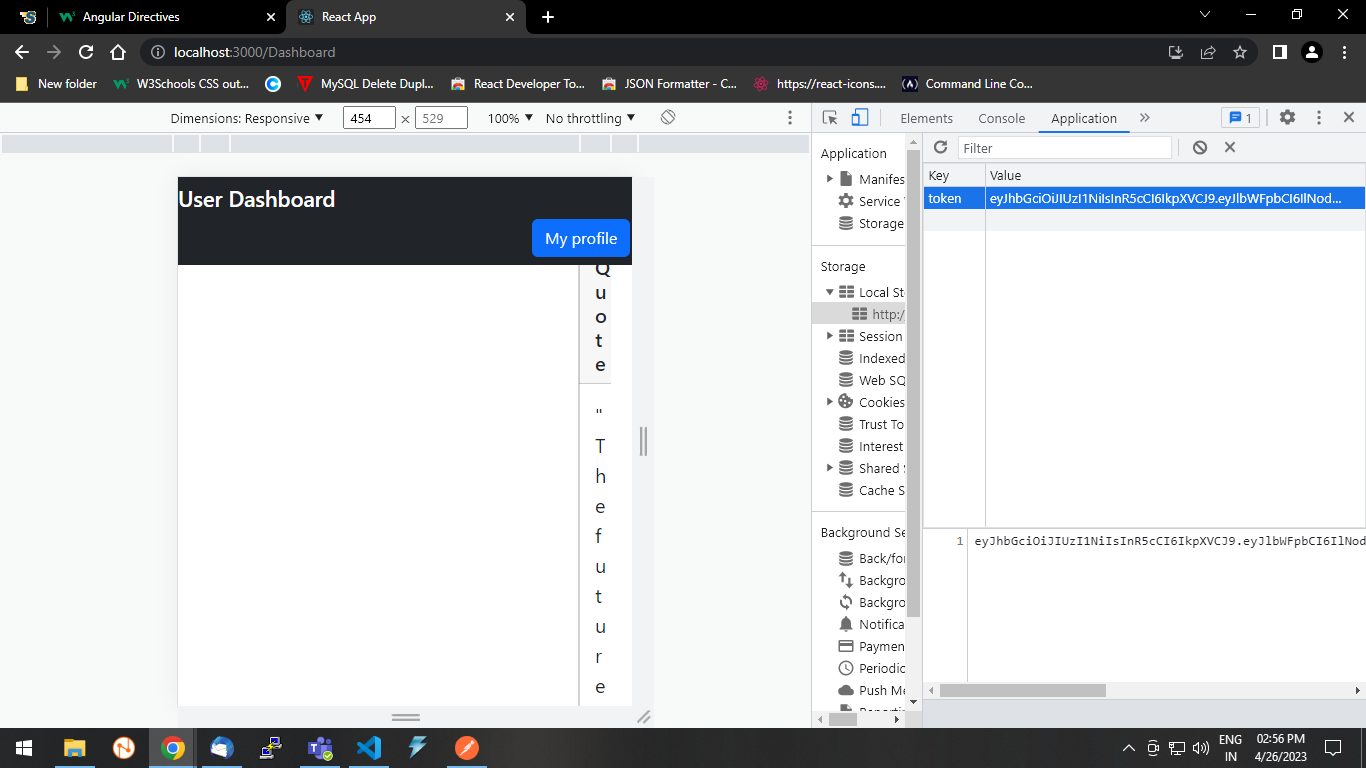 Angular Directives
React App
localhost:3000/Dashboard
New folder
W3Schools CSS out...
MySQL Delete Dupl...
React Developer To...
JSON Formatter - C...
https://react-icons....
Command Line Co...
Dimensions: Responsive
454 × 529
100%
No throttling
Elements
Console
Application
1
User Dashboard
My profile
Q
u
o
t
e
"
T
h
e
f
u
t
u
r
e
Application
Manifes
Service
Storage
Storage
Local St
http:/
Session
Indexed
Web SQ
Cookies
Trust To
Interest
Shared S
Cache S
Background Se
Back/for
Backgro
Backgro
Notifica
Paymen
Periodic
Push Me
Filter
Key Value
token eyJhbGciOiJIUzI1NiIsInR5cCI6IkpXVCJ9.eyJlbWFpbCI6IlNod...
1 eyJhbGciOiJIUzI1NiIsInR5cCI6IkpXVCJ9.eyJlbWFpbCI6IlNod
ENG
IN
02:56 PM
4/26/2023